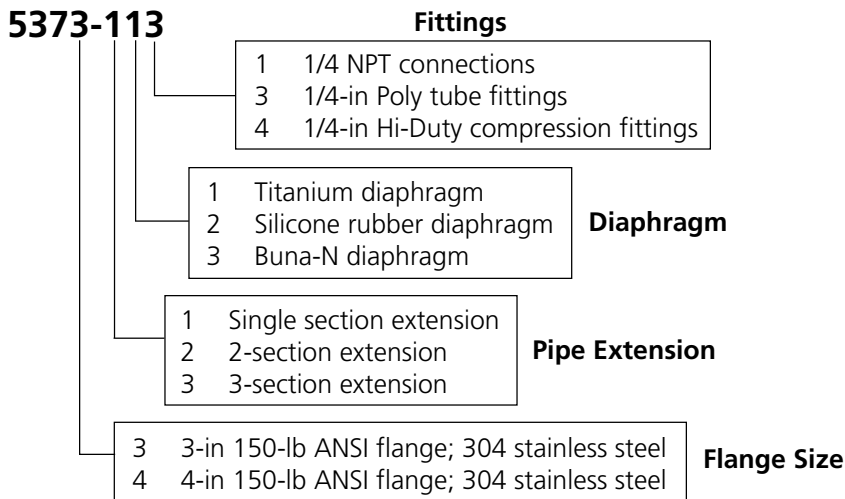 5373-113
Fittings
1 1/4 NPT connections
3 1/4-in Poly tube fittings
4 1/4-in Hi-Duty compression fittings
1 Titanium diaphragm
2 Silicone rubber diaphragm
3 Buna-N diaphragm
Diaphragm
1 Single section extension
2 2-section extension
3 3-section extension
Pipe Extension
3 3-in 150-lb ANSI flange; 304 stainless steel
4 4-in 150-lb ANSI flange; 304 stainless steel
Flange Size